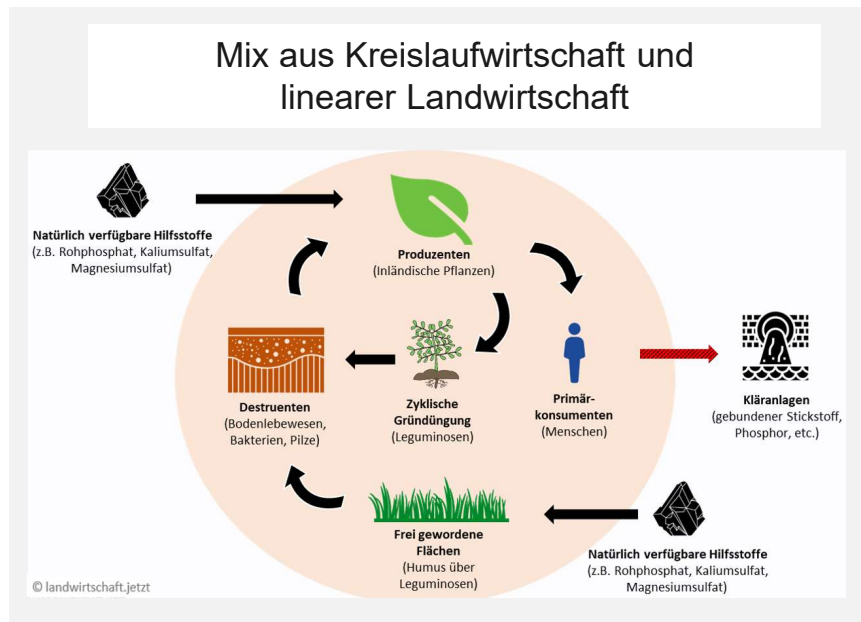 Mix aus Kreislaufwirtschaft und
linearer Landwirtschaft
Natürlich verfügbare Hilfsstoffe
(z.B. Rohphosphat, Kaliumsulfat,
Magnesiumsulfat)
Produzenten
(Inländische Pflanzen)
Destruenten
(Bodenlebewesen,
Bakterien, Pilze)
Zyklische
Gründüngung
(Leguminosen)
Primär-
konsumenten
(Menschen)
Kläranlagen
(gebundener Stickstoff,
Phosphor, etc.)
Frei gewordene
Flächen
(Humus über
Leguminosen)
Natürlich verfügbare Hilfsstoffe
(z.B. Rohphosphat, Kaliumsulfat,
Magnesiumsulfat)
© landwirtschaft.jetzt